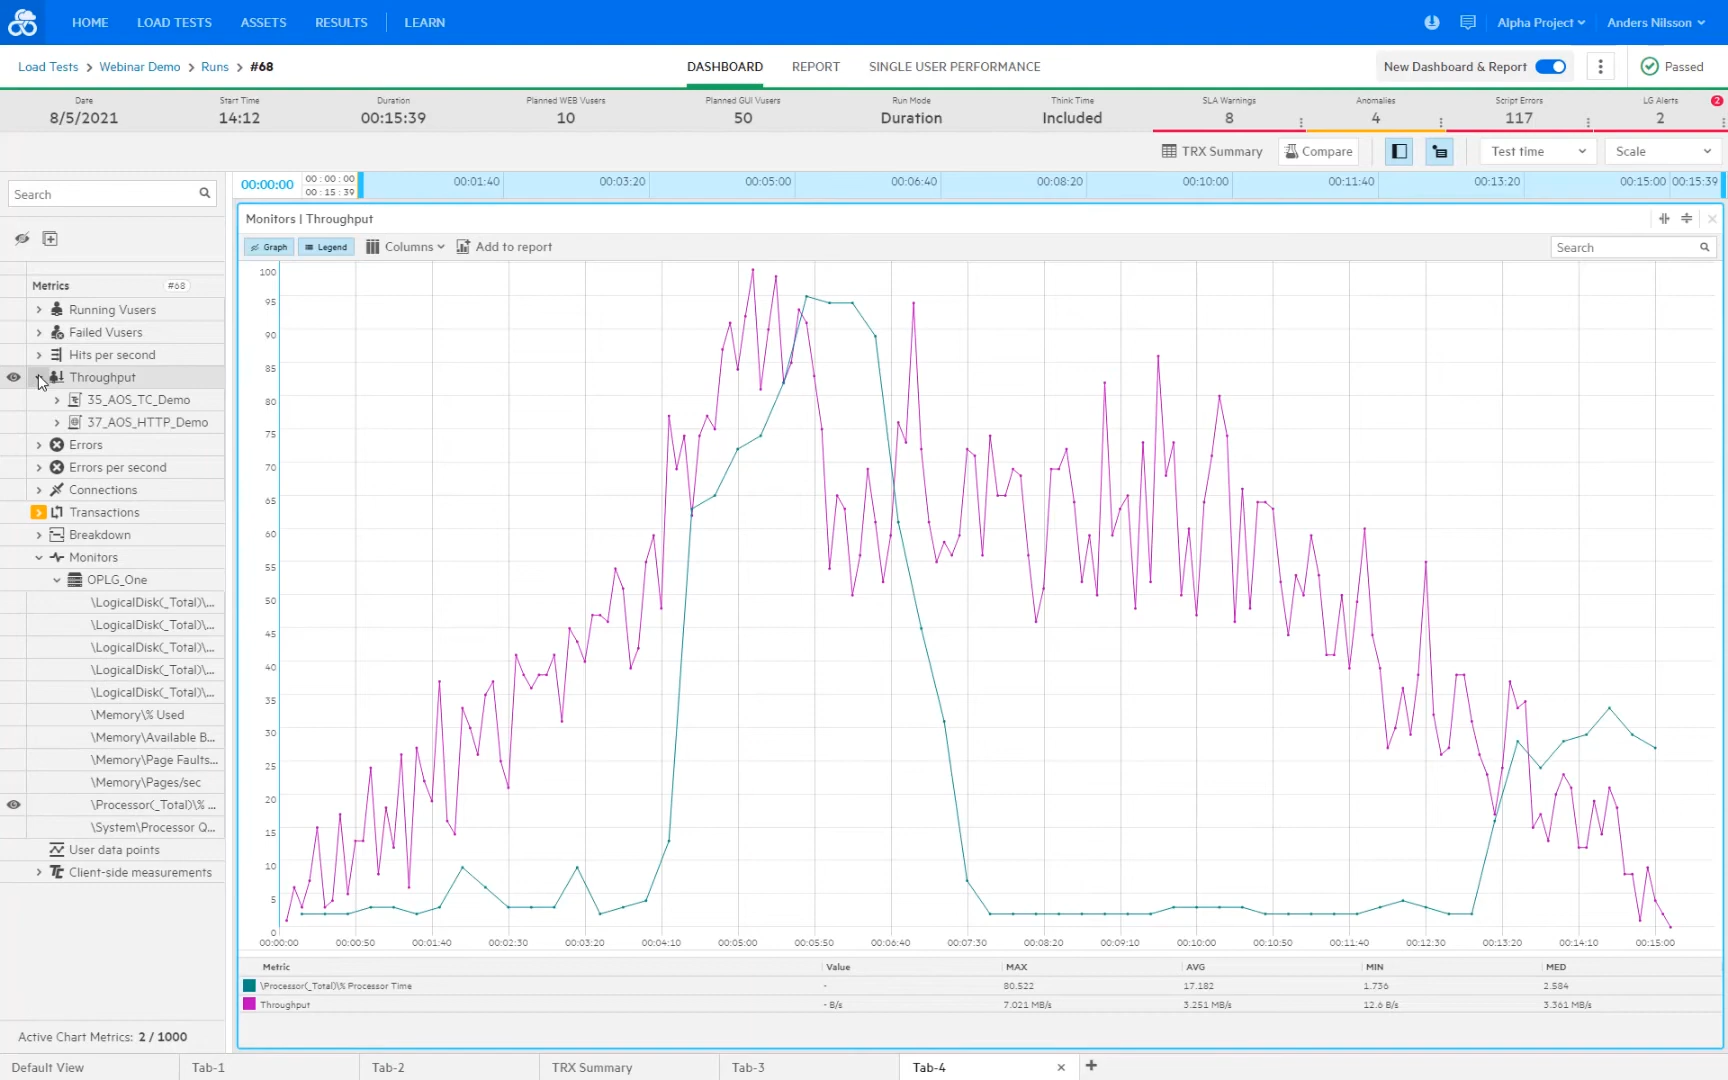 HOME LOAD TESTS ASSETS RESULTS LEARN Alpha Project Anders Nilsson
Load Tests > Webinar Demo > Runs > #68 DASHBOARD REPORT SINGLE USER PERFORMANCE New Dashboard & Report Passed
Date Start Time Duration Planned WEB Vusers Planned GUI Vusers Run Mode Think Time SLA Warnings Anomalies Script Errors LG Alerts 2
8/5/2021 14:12 00:15:39 10 50 Duration Included 8 4 117 2
TRX Summary Compare Test time Scale
Search
00:00:00 00 : 00 : 00 00:01:40 00:03:20 00:05:00 00:06:40 00:08:20 00:10:00 00:11:40 00:13:20 00:15:00 00:15:39
00 : 15 : 39
Monitors | Throughput
Graph Legend Columns Add to report Search
Metrics #68
Running Vusers
Failed Vusers
Hits per second
Throughput
35_AOS_TC_Demo
37_AOS_HTTP_Demo
Errors
Errors per second
Connections
Transactions
Breakdown
Monitors
OPLG_One
\LogicalDisk(_Total)\...
\LogicalDisk(_Total)\...
\LogicalDisk(_Total)\...
\LogicalDisk(_Total)\...
\LogicalDisk(_Total)\...
\Memory\% Used
\Memory\Available B...
\Memory\Page Faults...
\Memory\Pages/sec
\Processor(_Total)\% ...
\System\Processor Q...
User data points
Client-side measurements
100
95
90
85
80
75
70
65
60
55
50
45
40
35
30
25
20
15
10
5
0
00:00:00 00:00:50 00:01:40 00:02:30 00:03:20 00:04:10 00:05:00 00:05:50 00:06:40 00:07:30 00:08:20 00:09:10 00:10:00 00:10:50 00:11:40 00:12:30 00:13:20 00:14:10 00:15:00
Metric Value MAX AVG MIN MED
\Processor(_Total)\% Processor Time - 80.522 17.182 1.736 2.584
Throughput - B/s 7.021 MB/s 3.251 MB/s 12.6 B/s 3.361 MB/s
Active Chart Metrics: 2 / 1000
Default View Tab-1 Tab-2 TRX Summary Tab-3 Tab-4